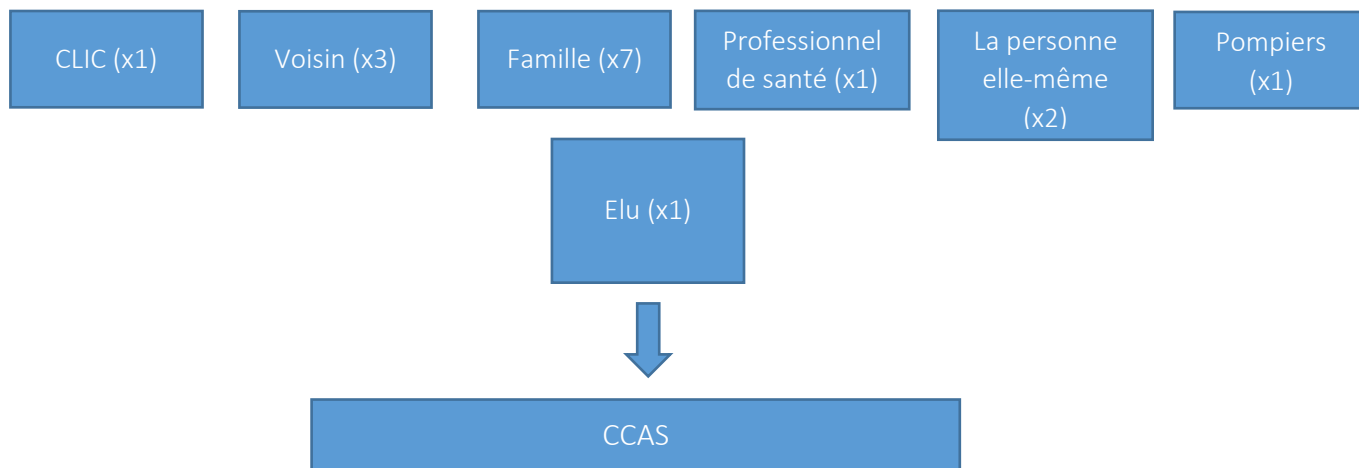 CLIC (x1)
Voisin (x3)
Famille (x7)
Professionnel
de santé (x1)
La personne
elle-même
(x2)
Pompiers
(x1)
Elu (x1)
CCAS